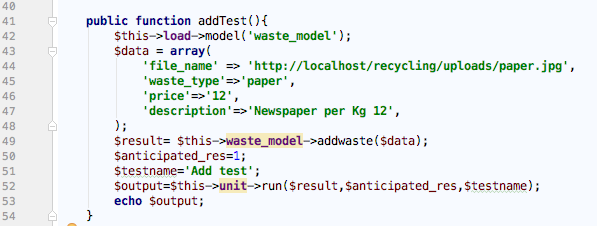 40
41 public function addTest(){
42 $this->load->model('waste_model');
43 $data = array(
44 'file_name' => 'http://localhost/recycling/uploads/paper.jpg',
45 'waste_type'=>'paper',
46 'price'=>'12',
47 'description'=>'Newspaper per Kg 12',
48 );
49 $result= $this->waste_model->addwaste($data);
50 $anticipated_res=1;
51 $testname='Add test';
52 $output=$this->unit->run($result,$anticipated_res,$testname);
53 echo $output;
54 }